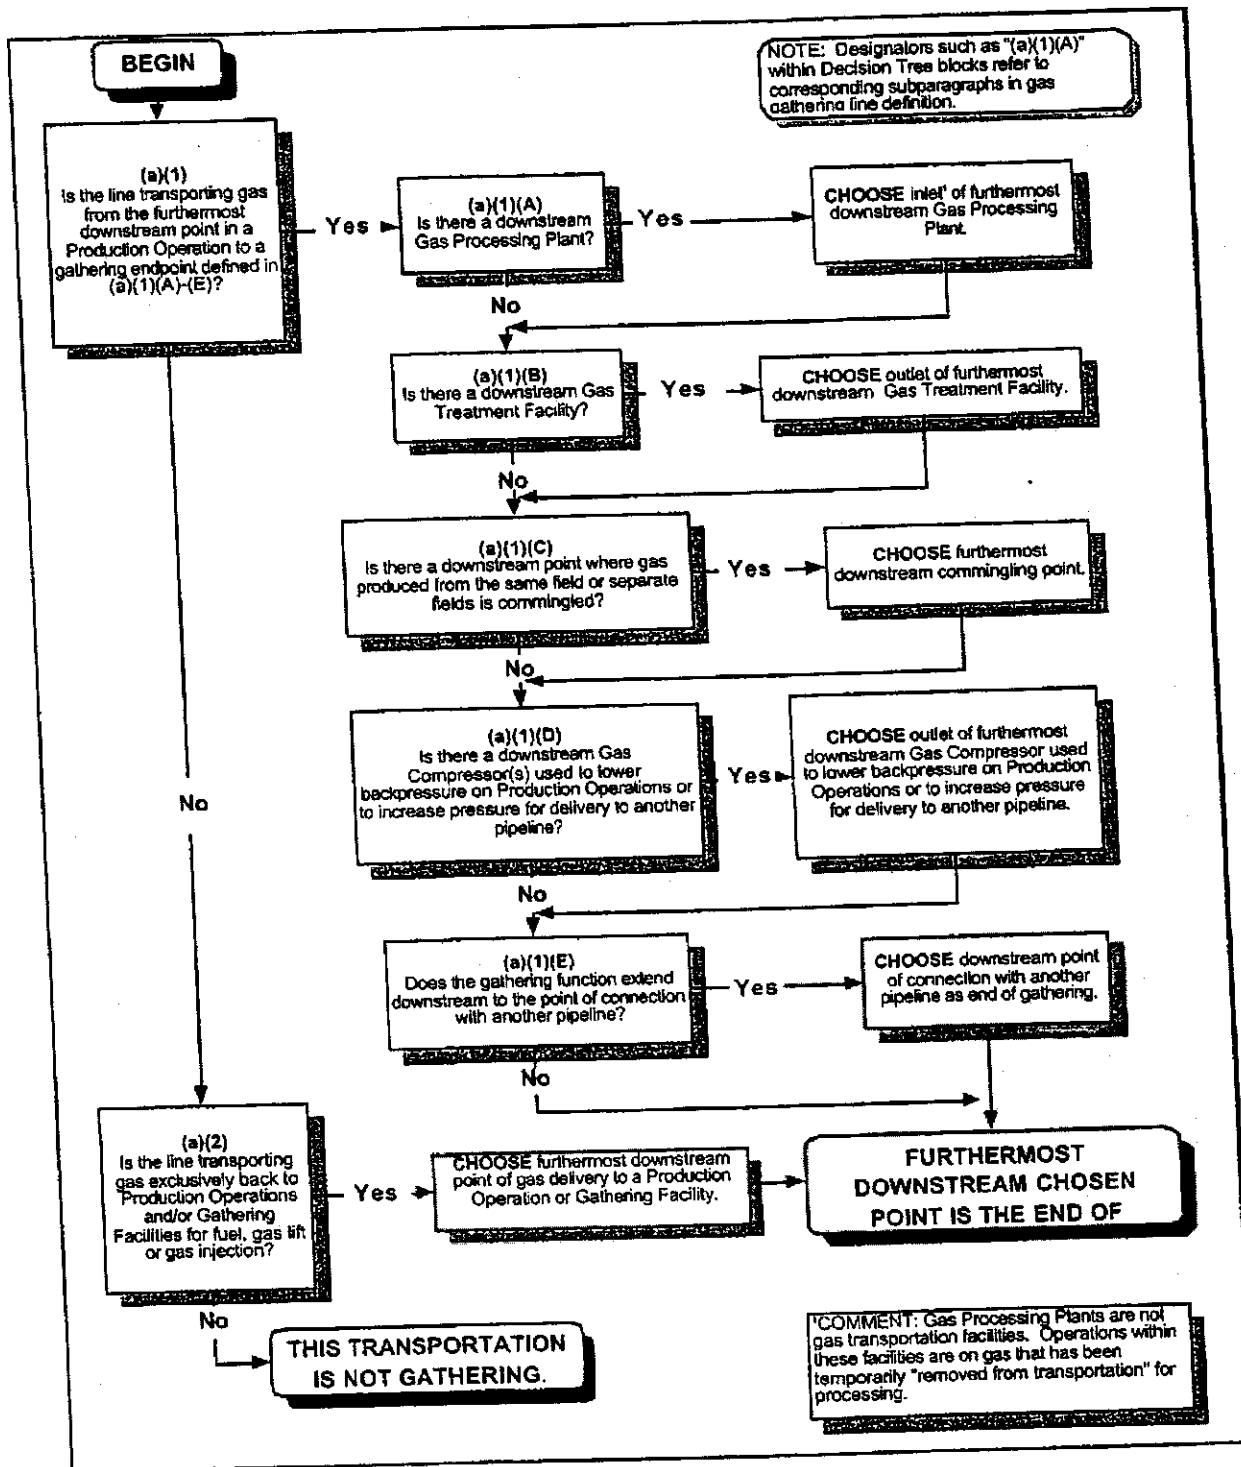 BEGIN
NOTE: Designators such as "(a)(1)(A)"
within Decision Tree blocks refer to
corresponding subparagraphs in gas
gathering line definition.
(a)(1)
Is the line transporting gas
from the furthermost
downstream point in a
Production Operation to a
gathering endpoint defined in
(a)(1)(A)-(E)?
Yes
(a)(1)(A)
Is there a downstream
Gas Processing Plant?
Yes
CHOOSE inlet' of furthermost
downstream Gas Processing
Plant.
No
(a)(1)(B)
Is there a downstream Gas
Treatment Facility?
Yes
CHOOSE outlet of furthermost
downstream Gas Treatment Facility.
No
(a)(1)(C)
Is there a downstream point where gas
produced from the same field or separate
fields is commingled?
Yes
CHOOSE furthermost
downstream commingling point.
No
(a)(1)(D)
Is there a downstream Gas
Compressor(s) used to lower
backpressure on Production Operations or
to increase pressure for delivery to another
pipeline?
Yes
CHOOSE outlet of furthermost
downstream Gas Compressor used
to lower backpressure on Production
Operations or to increase pressure
for delivery to another pipeline.
No
No
(a)(1)(E)
Does the gathering function extend
downstream to the point of connection
with another pipeline?
Yes
CHOOSE downstream point
of connection with another
pipeline as end of gathering.
No
(a)(2)
Is the line transporting
gas exclusively back to
Production Operations
and/or Gathering
Facilities for fuel, gas lift
or gas injection?
Yes
CHOOSE furthermost downstream
point of gas delivery to a Production
Operation or Gathering Facility.
FURTHERMOST
DOWNSTREAM CHOSEN
POINT IS THE END OF
No
THIS TRANSPORTATION
IS NOT GATHERING.
'COMMENT: Gas Processing Plants are not
gas transportation facilities. Operations within
these facilities are on gas that has been
temporarily "removed from transportation" for
processing.